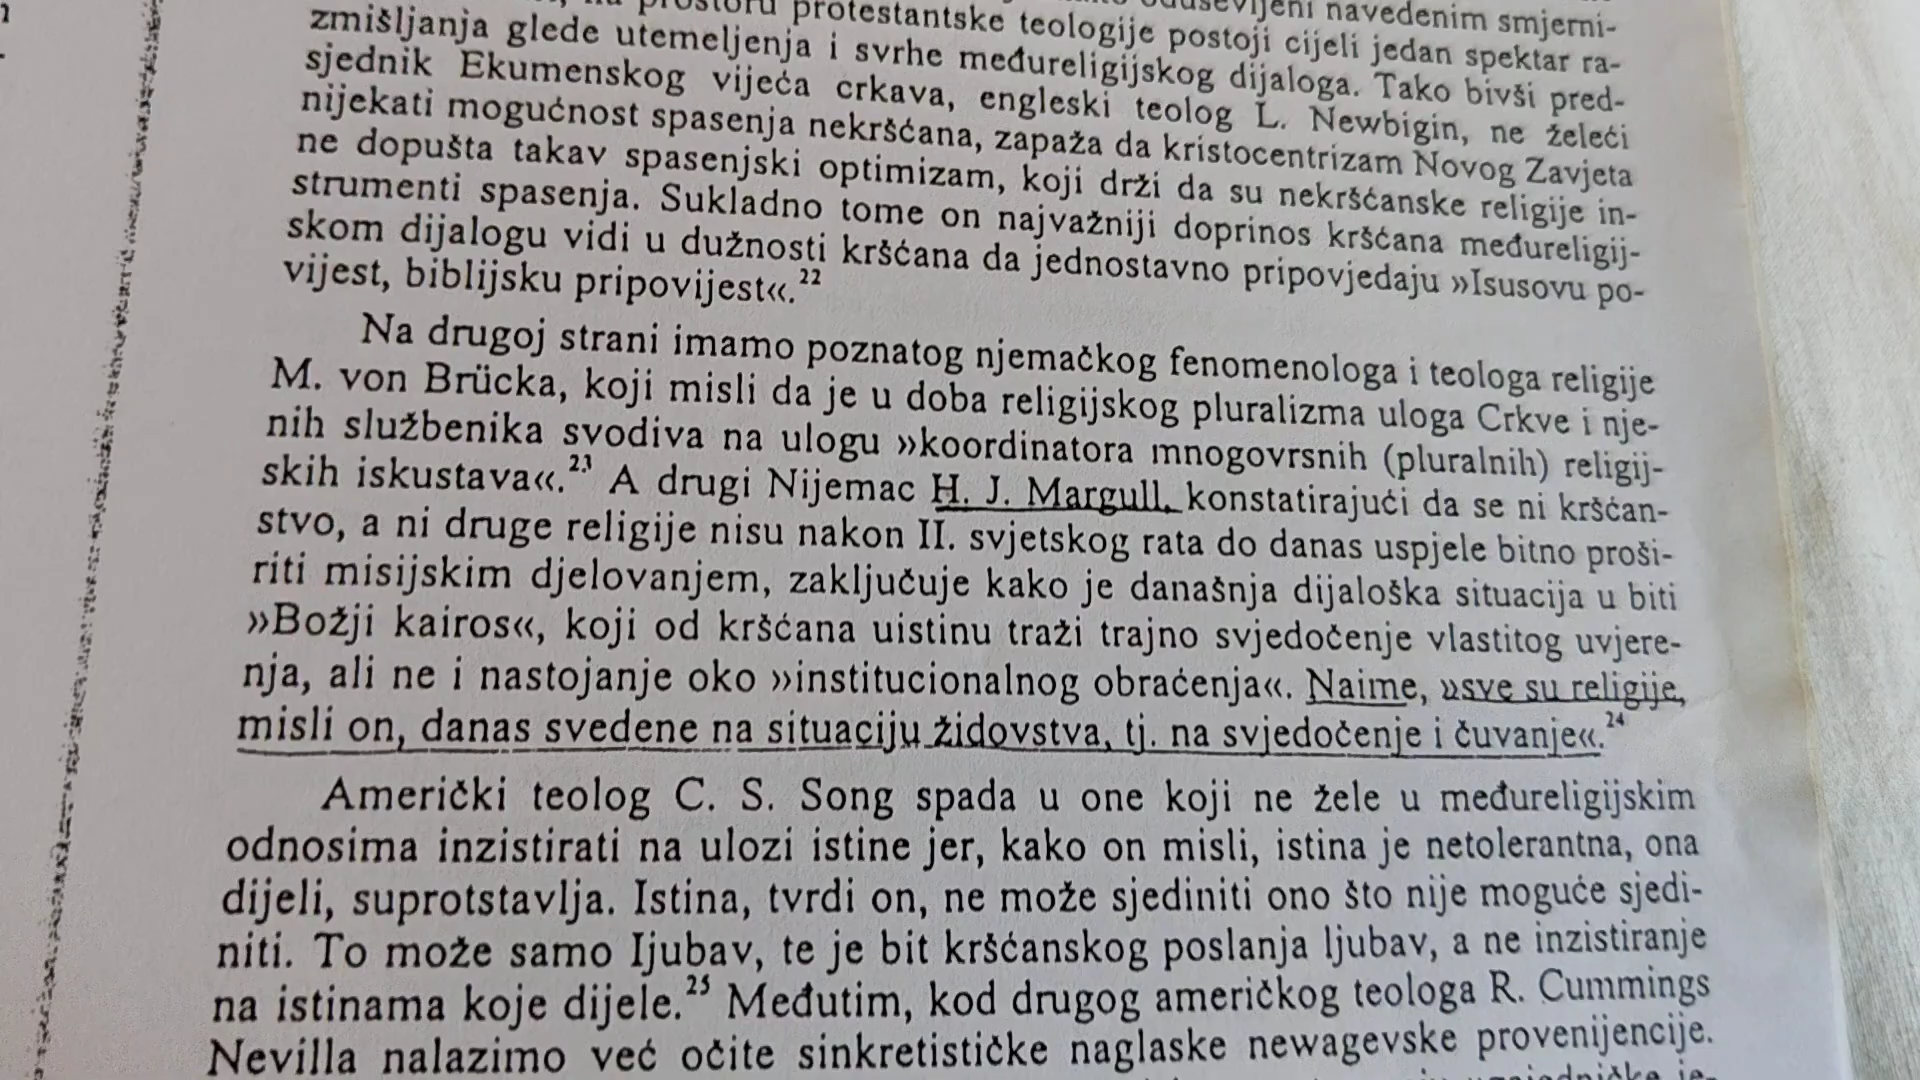 prostoru protestantske teologije postoji cijeli jedan spektar ra-
zmišljanja glede utemeljenja i svrhe međureligijskog dijaloga. Tako bivši pred-
sjednik Ekumenskog vijeća crkava, engleski teolog L. Newbigin, ne želeći
nijekati mogućnost spasenja nekršćana, zapaža da kristocentrizam Novog Zavjeta
ne dopušta takav spasenjski optimizam, koji drži da su nekršćanske religije in-
strumenti spasenja. Sukladno tome on najvažniji doprinos kršćana međureligij-
skom dijalogu vidi u dužnosti kršćana da jednostavno pripovjedaju »Isusovu po-
vijest, biblijsku pripovijest«.22
Na drugoj strani imamo poznatog njemačkog fenomenologa i teologa religije
M. von Brücka, koji misli da je u doba religijskog pluralizma uloga Crkve i nje-
nih službenika svodiva na ulogu »koordinatora mnogovrsnih (pluralnih) religij-
skih iskustava«.23 A drugi Nijemac H. J. Margull, konstatirajući da se ni kršćan-
stvo, a ni druge religije nisu nakon II. svjetskog rata do danas uspjele bitno proši-
riti misijskim djelovanjem, zaključuje kako je današnja dijaloška situacija u biti
»Božji kairos«, koji od kršćana uistinu traži trajno svjedočenje vlastitog uvjere-
nja, ali ne i nastojanje oko »institucionalnog obraćenja«. Naime, »sve su religije,
misli on, danas svedene na situaciju židovstva, tj. na svjedočenje i čuvanje«.24
Američki teolog C. S. Song spada u one koji ne žele u međureligijskim
odnosima inzistirati na ulozi istine jer, kako on misli, istina je netolerantna, ona
dijeli, suprotstavlja. Istina, tvrdi on, ne može sjediniti ono što nije moguće sjedi-
niti. To može samo Ijubav, te je bit kršćanskog poslanja ljubav, a ne inzistiranje
na istinama koje dijele.25 Međutim, kod drugog američkog teologa R. Cummings
Nevilla nalazimo već očite sinkretističke naglaske newagevske provenijencije.